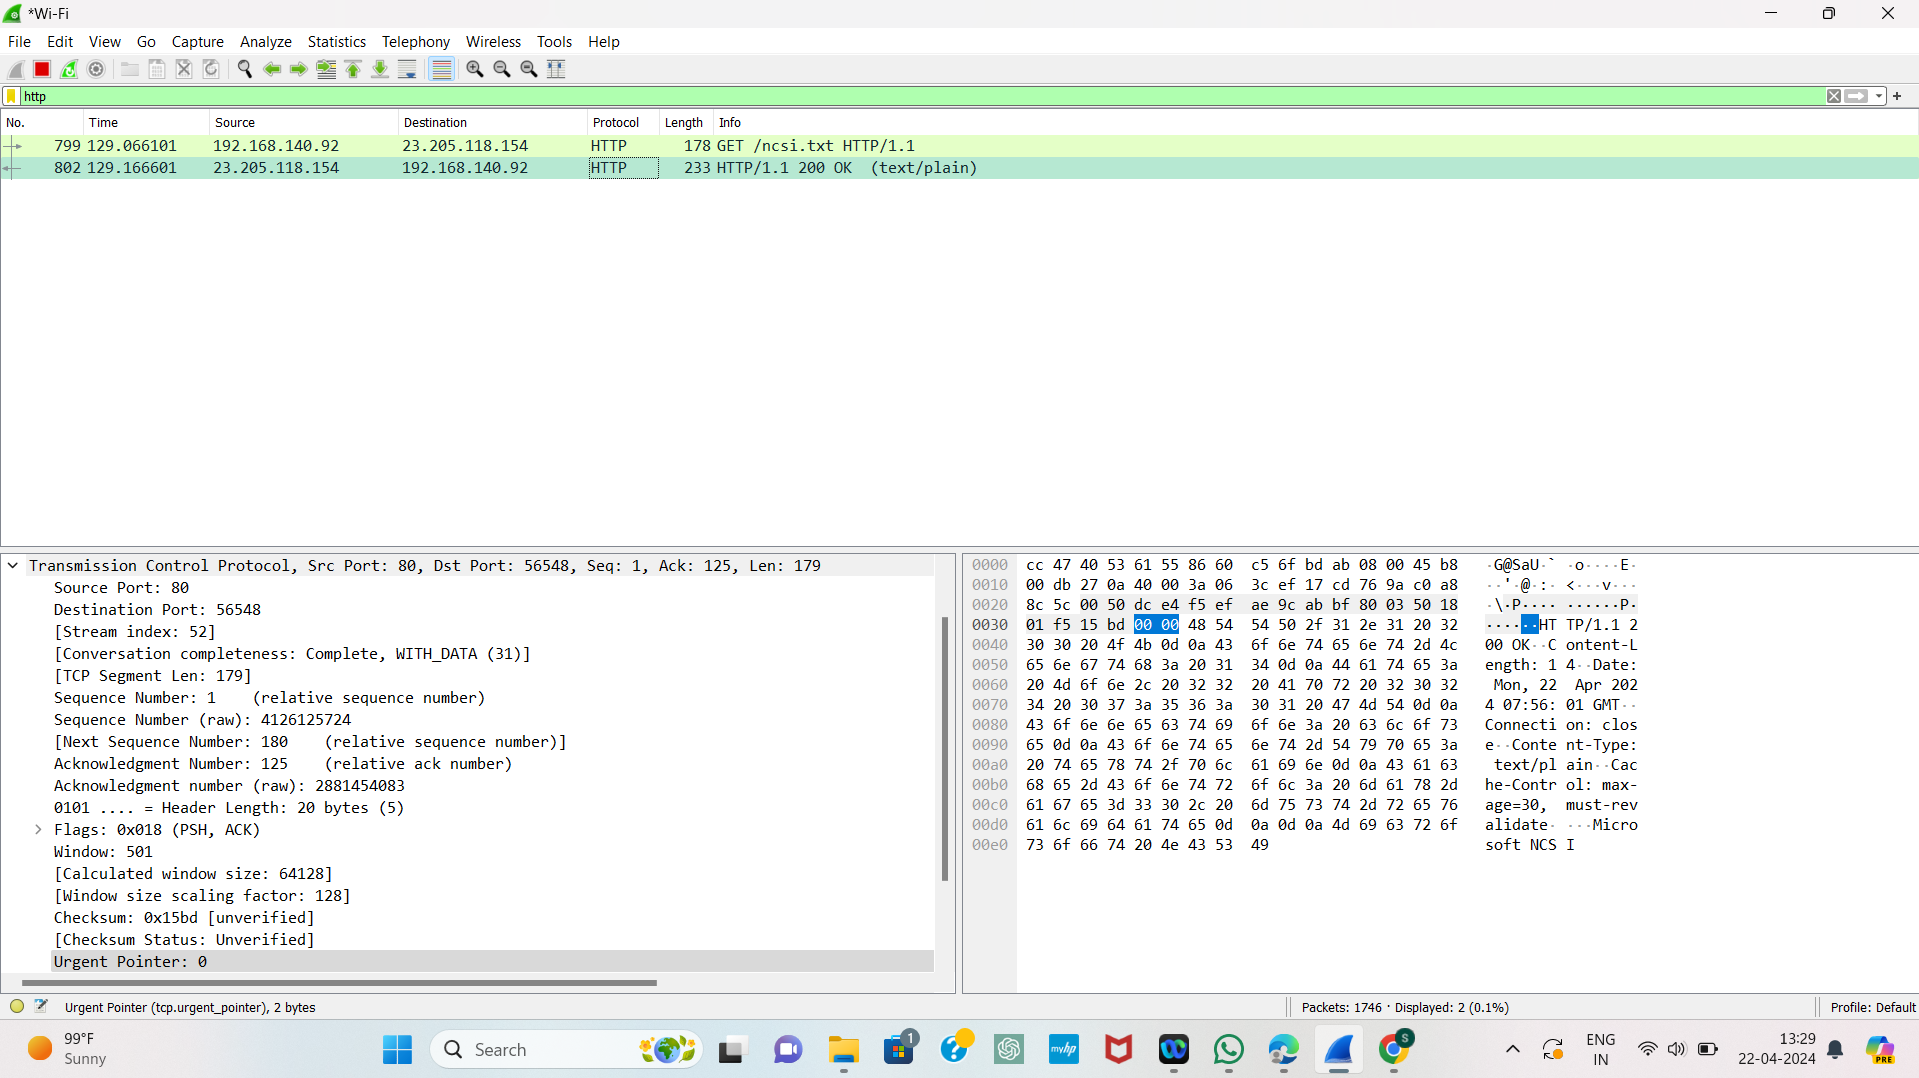 *Wi-Fi
File Edit View Go Capture Analyze Statistics Telephony Wireless Tools Help
http
No. Time Source Destination Protocol Length Info
799 129.066101 192.168.140.92 23.205.118.154 HTTP 178 GET /ncsi.txt HTTP/1.1
802 129.166601 23.205.118.154 192.168.140.92 HTTP 233 HTTP/1.1 200 OK (text/plain)
Transmission Control Protocol, Src Port: 80, Dst Port: 56548, Seq: 1, Ack: 125, Len: 179
Source Port: 80
Destination Port: 56548
[Stream index: 52]
[Conversation completeness: Complete, WITH_DATA (31)]
[TCP Segment Len: 179]
Sequence Number: 1 (relative sequence number)
Sequence Number (raw): 4126125724
[Next Sequence Number: 180 (relative sequence number)]
Acknowledgment Number: 125 (relative ack number)
Acknowledgment number (raw): 2881454083
0101 .... = Header Length: 20 bytes (5)
Flags: 0x018 (PSH, ACK)
Window: 501
[Calculated window size: 64128]
[Window size scaling factor: 128]
Checksum: 0x15bd [unverified]
[Checksum Status: Unverified]
Urgent Pointer: 0
0000 cc 47 40 53 61 55 86 60 c5 6f bd ab 08 00 45 b8 ·G@SaU·` ·o····E·
0010 00 db 27 0a 40 00 3a 06 3c ef 17 cd 76 9a c0 a8 ··'·@·:· <···v···
0020 8c 5c 00 50 dc e4 f5 ef ae 9c ab bf 80 03 50 18 ·\·P···· ······P·
0030 01 f5 15 bd 00 00 48 54 54 50 2f 31 2e 31 20 32 ······HT TP/1.1 2
0040 30 30 20 4f 4b 0d 0a 43 6f 6e 74 65 6e 74 2d 4c 00 OK··C ontent-L
0050 65 6e 67 74 68 3a 20 31 34 0d 0a 44 61 74 65 3a ength: 1 4··Date:
0060 20 4d 6f 6e 2c 20 32 32 20 41 70 72 20 32 30 32 Mon, 22 Apr 202
0070 34 20 30 37 3a 35 36 3a 30 31 20 47 4d 54 0d 0a 4 07:56: 01 GMT··
0080 43 6f 6e 6e 65 63 74 69 6f 6e 3a 20 63 6c 6f 73 Connecti on: clos
0090 65 0d 0a 43 6f 6e 74 65 6e 74 2d 54 79 70 65 3a e··Conte nt-Type:
00a0 20 74 65 78 74 2f 70 6c 61 69 6e 0d 0a 43 61 63 text/pl ain··Cac
00b0 68 65 2d 43 6f 6e 74 72 6f 6c 3a 20 6d 61 78 2d he-Contr ol: max-
00c0 61 67 65 3d 33 30 2c 20 6d 75 73 74 2d 72 65 76 age=30, must-rev
00d0 61 6c 69 64 61 74 65 0d 0a 0d 0a 4d 69 63 72 6f alidate· ···Micro
00e0 73 6f 66 74 20 4e 43 53 49 soft NCS I
Urgent Pointer (tcp.urgent_pointer), 2 bytes
Packets: 1746 · Displayed: 2 (0.1%)
Profile: Default
99°F
Sunny
Search
1
myhp
S
ENG
IN
13:29
22-04-2024
PRE